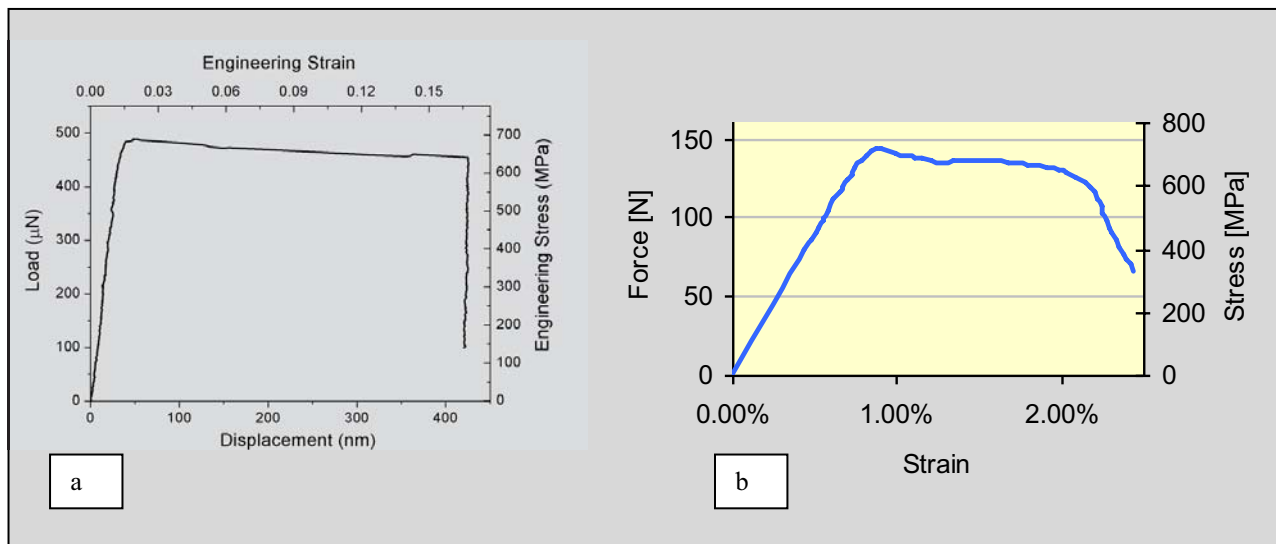 Engineering Strain
0.00 0.03 0.06 0.09 0.12 0.15
500
400
300
200
100
0
Load (μN)
700
600
500
400
300
200
100
0
Engineering Stress (MPa)
0 100 200 300 400
Displacement (nm)
a
150
100
50
0
Force [N]
800
600
400
200
0
Stress [MPa]
0.00% 1.00% 2.00%
Strain
b